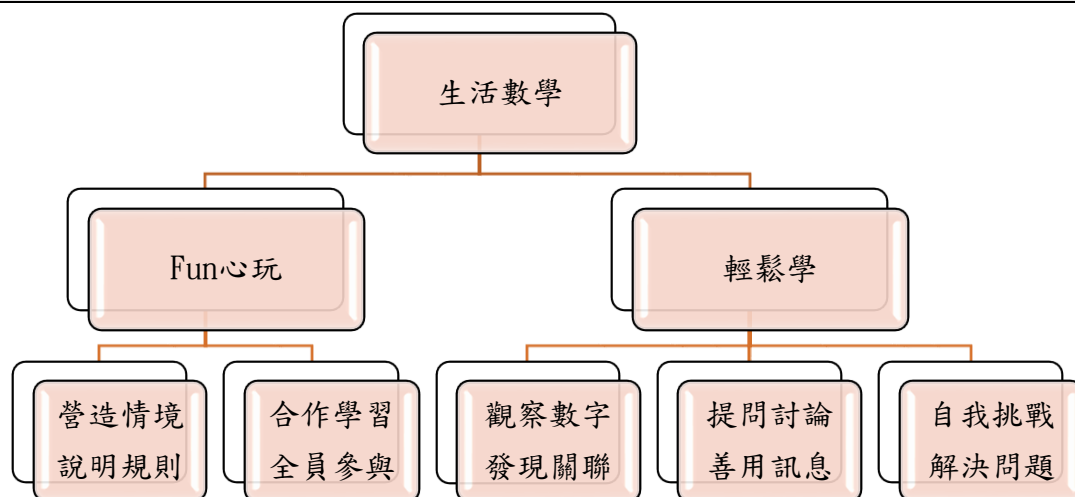 生活數學
Fun心玩
輕鬆學
營造情境
說明規則
合作學習
全員參與
觀察數字
發現關聯
提問討論
善用訊息
自我挑戰
解決問題